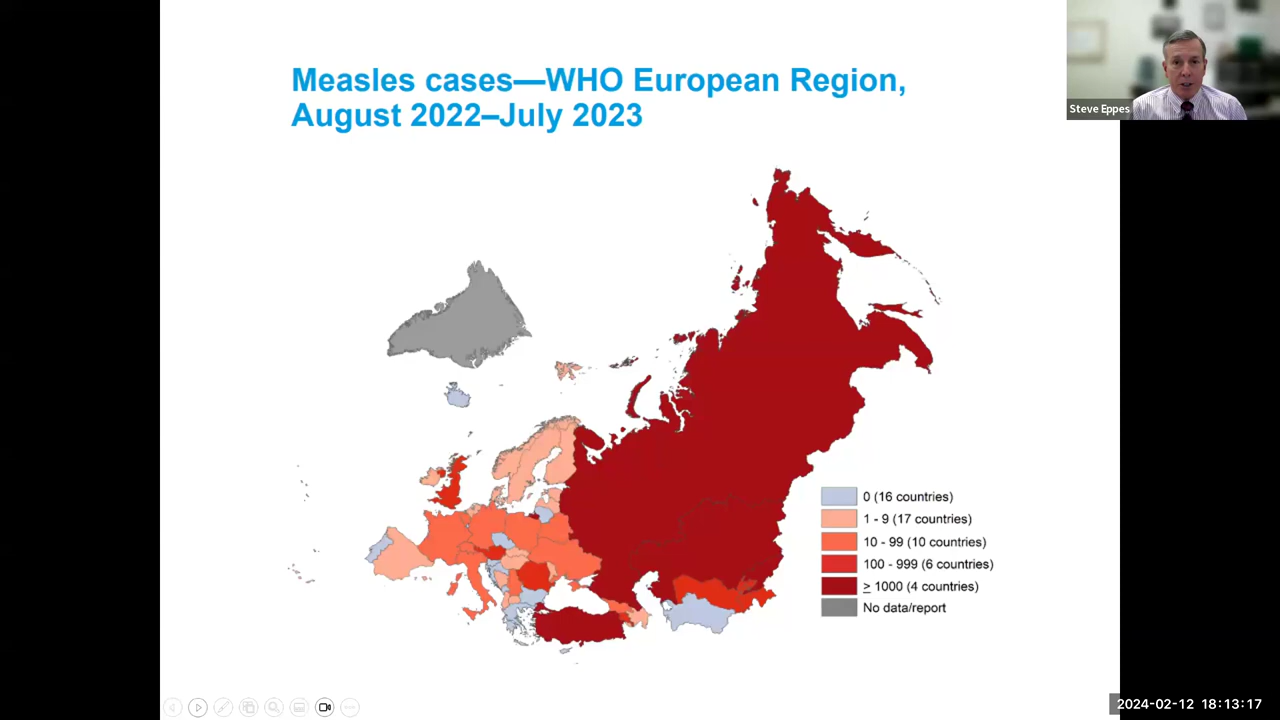 Measles cases—WHO European Region,
August 2022–July 2023
Steve Eppes
0 (16 countries)
1 - 9 (17 countries)
10 - 99 (10 countries)
100 - 999 (6 countries)
≥ 1000 (4 countries)
No data/report
2024-02-12 18:13:17